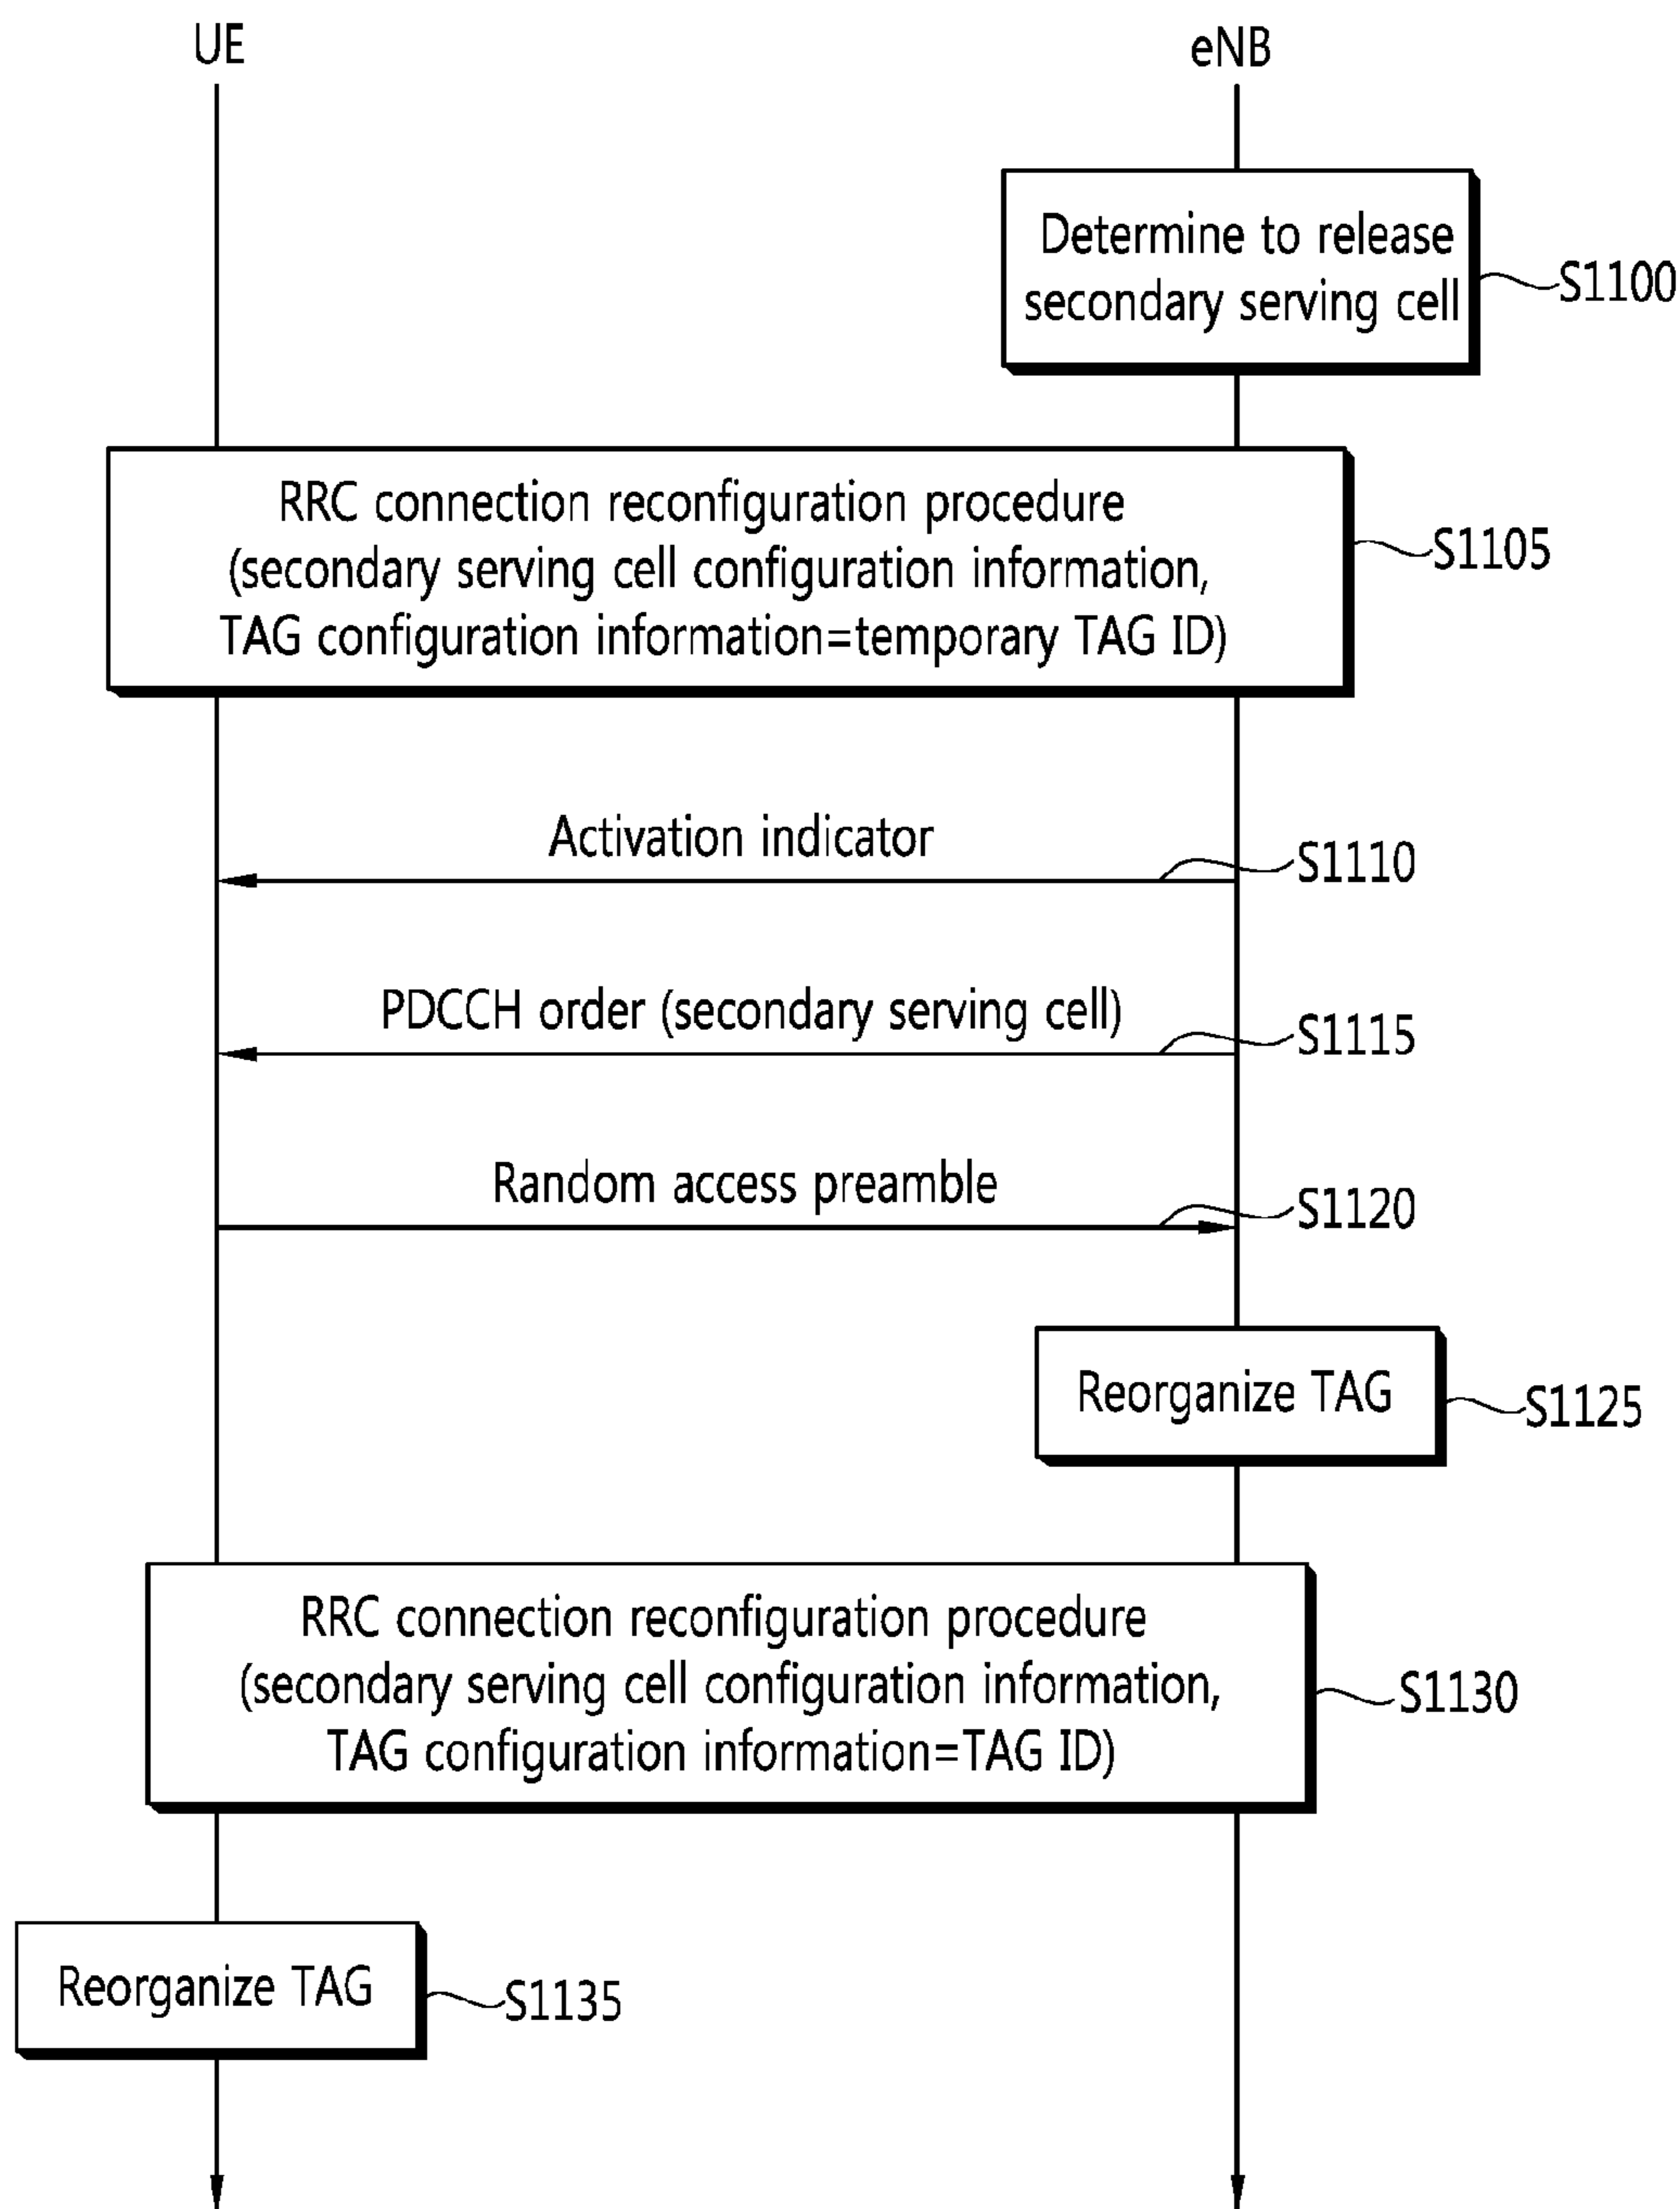 UE
eNB
Determine to release
secondary serving cell
S1100
RRC connection reconfiguration procedure
(secondary serving cell configuration information,
TAG configuration information=temporary TAG ID)
S1105
Activation indicator
S1110
PDCCH order (secondary serving cell)
S1115
Random access preamble
S1120
Reorganize TAG
S1125
RRC connection reconfiguration procedure
(secondary serving cell configuration information,
TAG configuration information=TAG ID)
S1130
Reorganize TAG
S1135